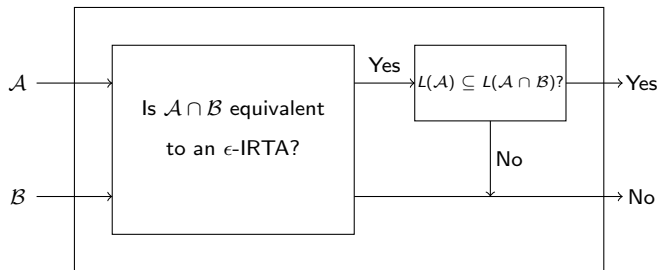 Yes
𝒜
L(𝒜) ⊆ L(𝒜 ∩ ℬ)?
Yes
Is 𝒜 ∩ ℬ equivalent
to an ϵ-IRTA?
No
ℬ
No